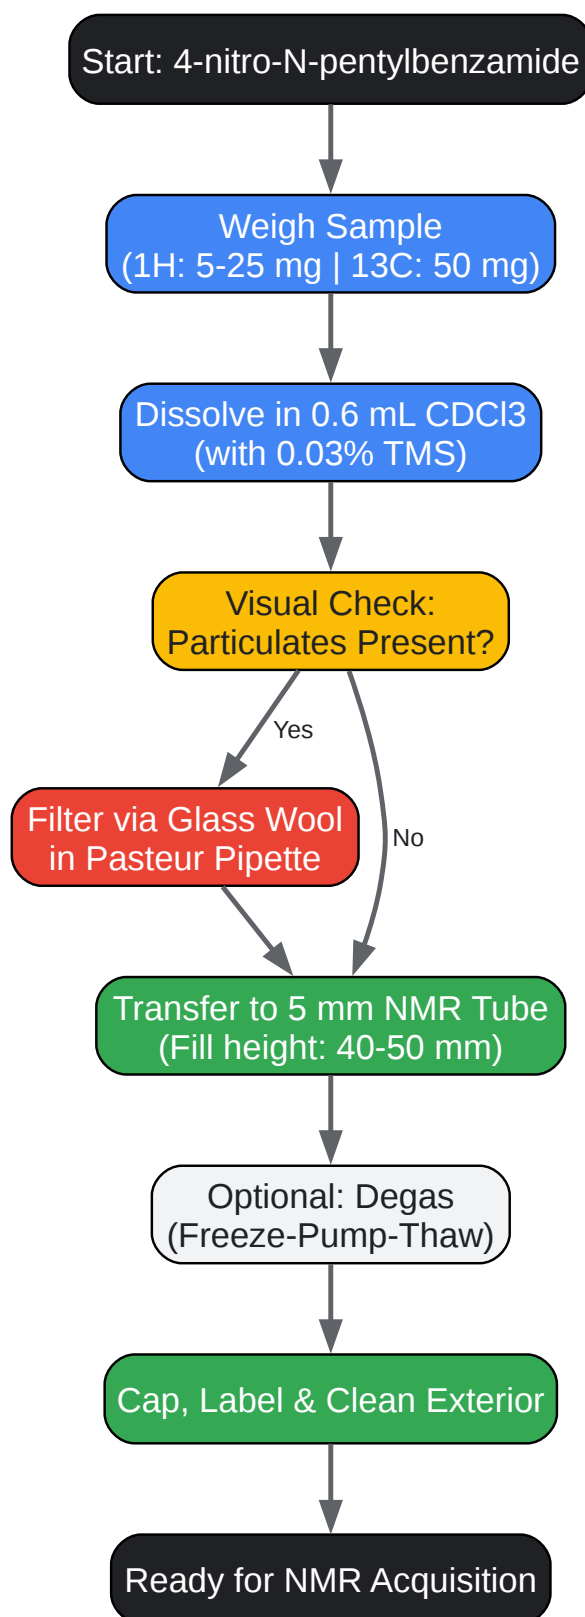 Start: 4-nitro-N-pentylbenzamide
Weigh Sample
(1H: 5-25 mg | 13C: 50 mg)
Dissolve in 0.6 mL CDCl3
(with 0.03% TMS)
Visual Check:
Particulates Present?
Yes
Filter via Glass Wool
in Pasteur Pipette
No
Transfer to 5 mm NMR Tube
(Fill height: 40-50 mm)
Optional: Degas
(Freeze-Pump-Thaw)
Cap, Label & Clean Exterior
Ready for NMR Acquisition